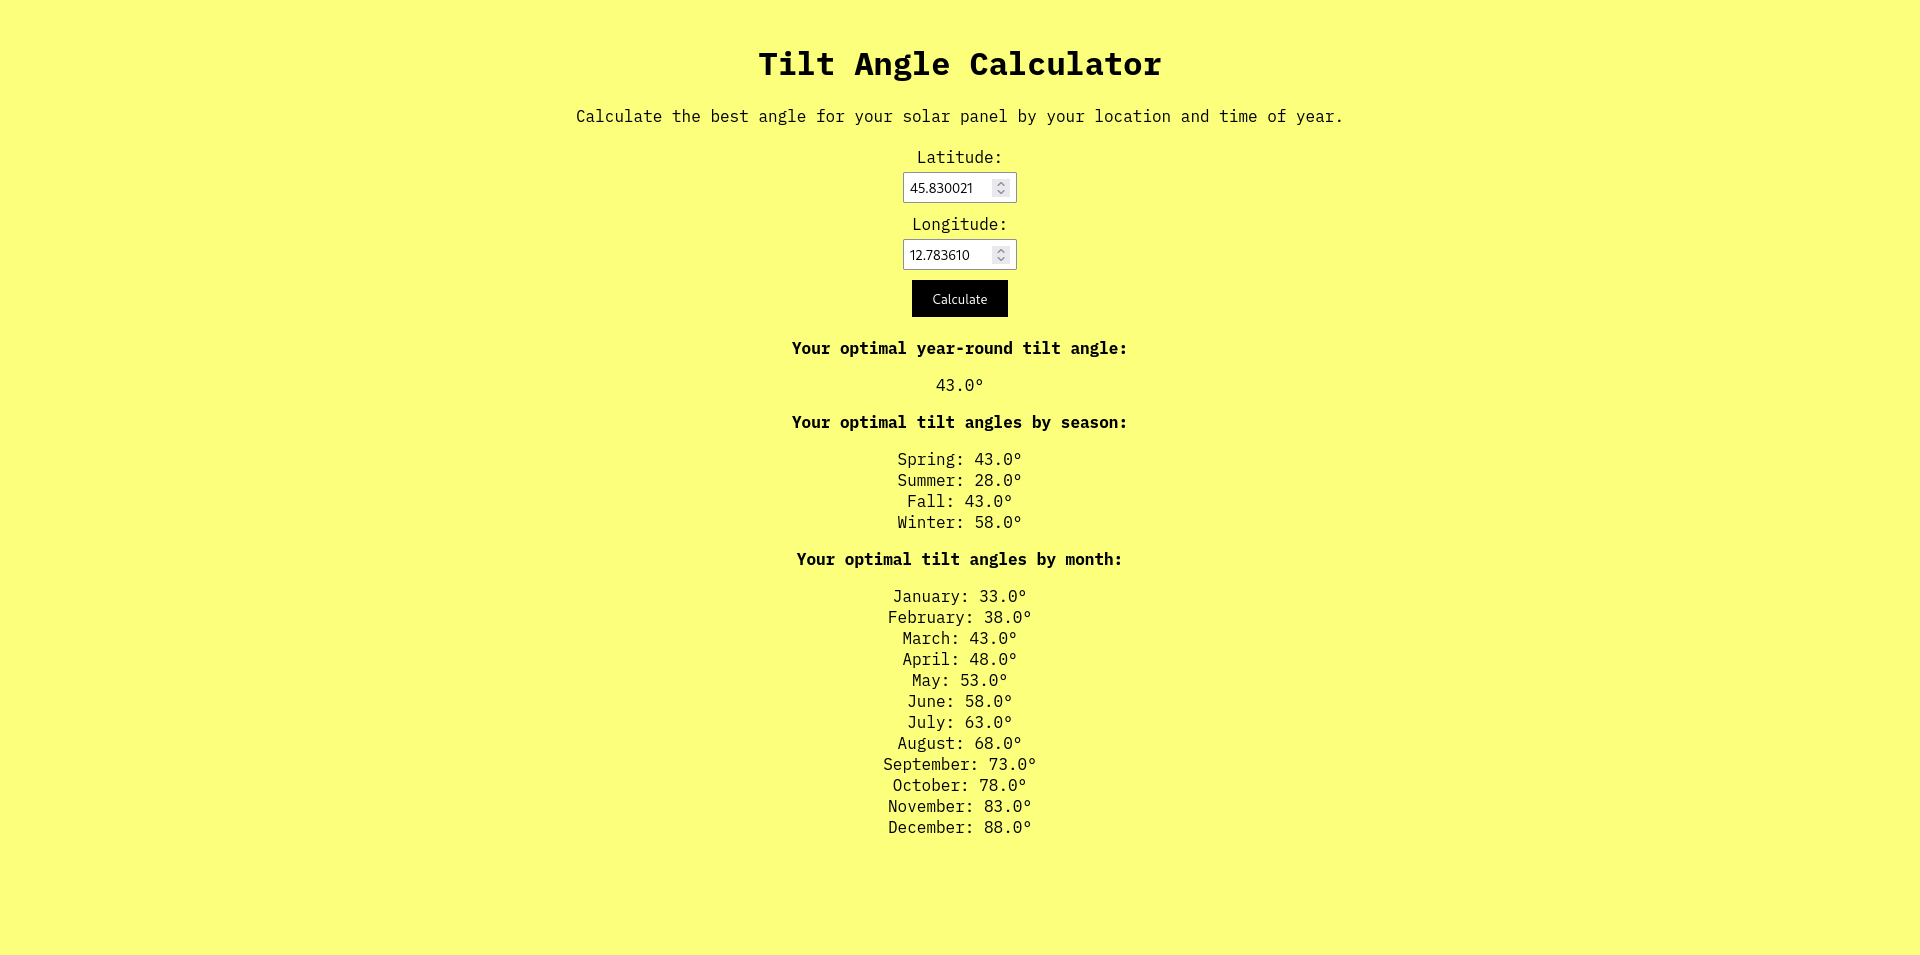 Tilt Angle Calculator
Calculate the best angle for your solar panel by your location and time of year.
Latitude:
45.830021
Longitude:
12.783610
Calculate
Your optimal year-round tilt angle:
43.0°
Your optimal tilt angles by season:
Spring: 43.0°
Summer: 28.0°
Fall: 43.0°
Winter: 58.0°
Your optimal tilt angles by month:
January: 33.0°
February: 38.0°
March: 43.0°
April: 48.0°
May: 53.0°
June: 58.0°
July: 63.0°
August: 68.0°
September: 73.0°
October: 78.0°
November: 83.0°
December: 88.0°